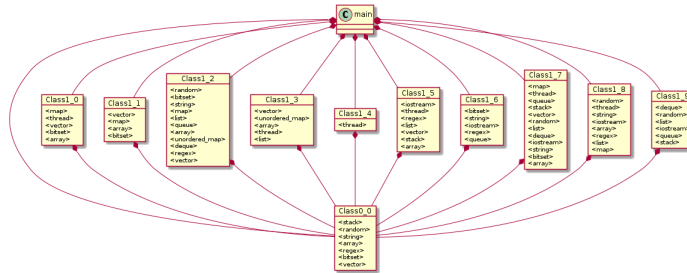 C main
Class1_0
<map>
<thread>
<vector>
<bitset>
<array>
Class1_1
<vector>
<map>
<array>
<bitset>
Class1_2
<random>
<bitset>
<string>
<map>
<list>
<queue>
<array>
<unordered_map>
<deque>
<regex>
<vector>
Class1_3
<vector>
<unordered_map>
<array>
<thread>
<list>
Class1_4
<thread>
Class1_5
<iostream>
<thread>
<regex>
<list>
<vector>
<stack>
<array>
Class1_6
<bitset>
<string>
<iostream>
<regex>
<queue>
Class1_7
<map>
<thread>
<queue>
<stack>
<vector>
<random>
<list>
<deque>
<iostream>
<string>
<bitset>
<array>
Class1_8
<random>
<thread>
<string>
<iostream>
<array>
<regex>
<list>
<map>
Class1_9
<deque>
<random>
<list>
<iostream>
<queue>
<stack>
Class0_0
<stack>
<random>
<string>
<array>
<regex>
<bitset>
<vector>